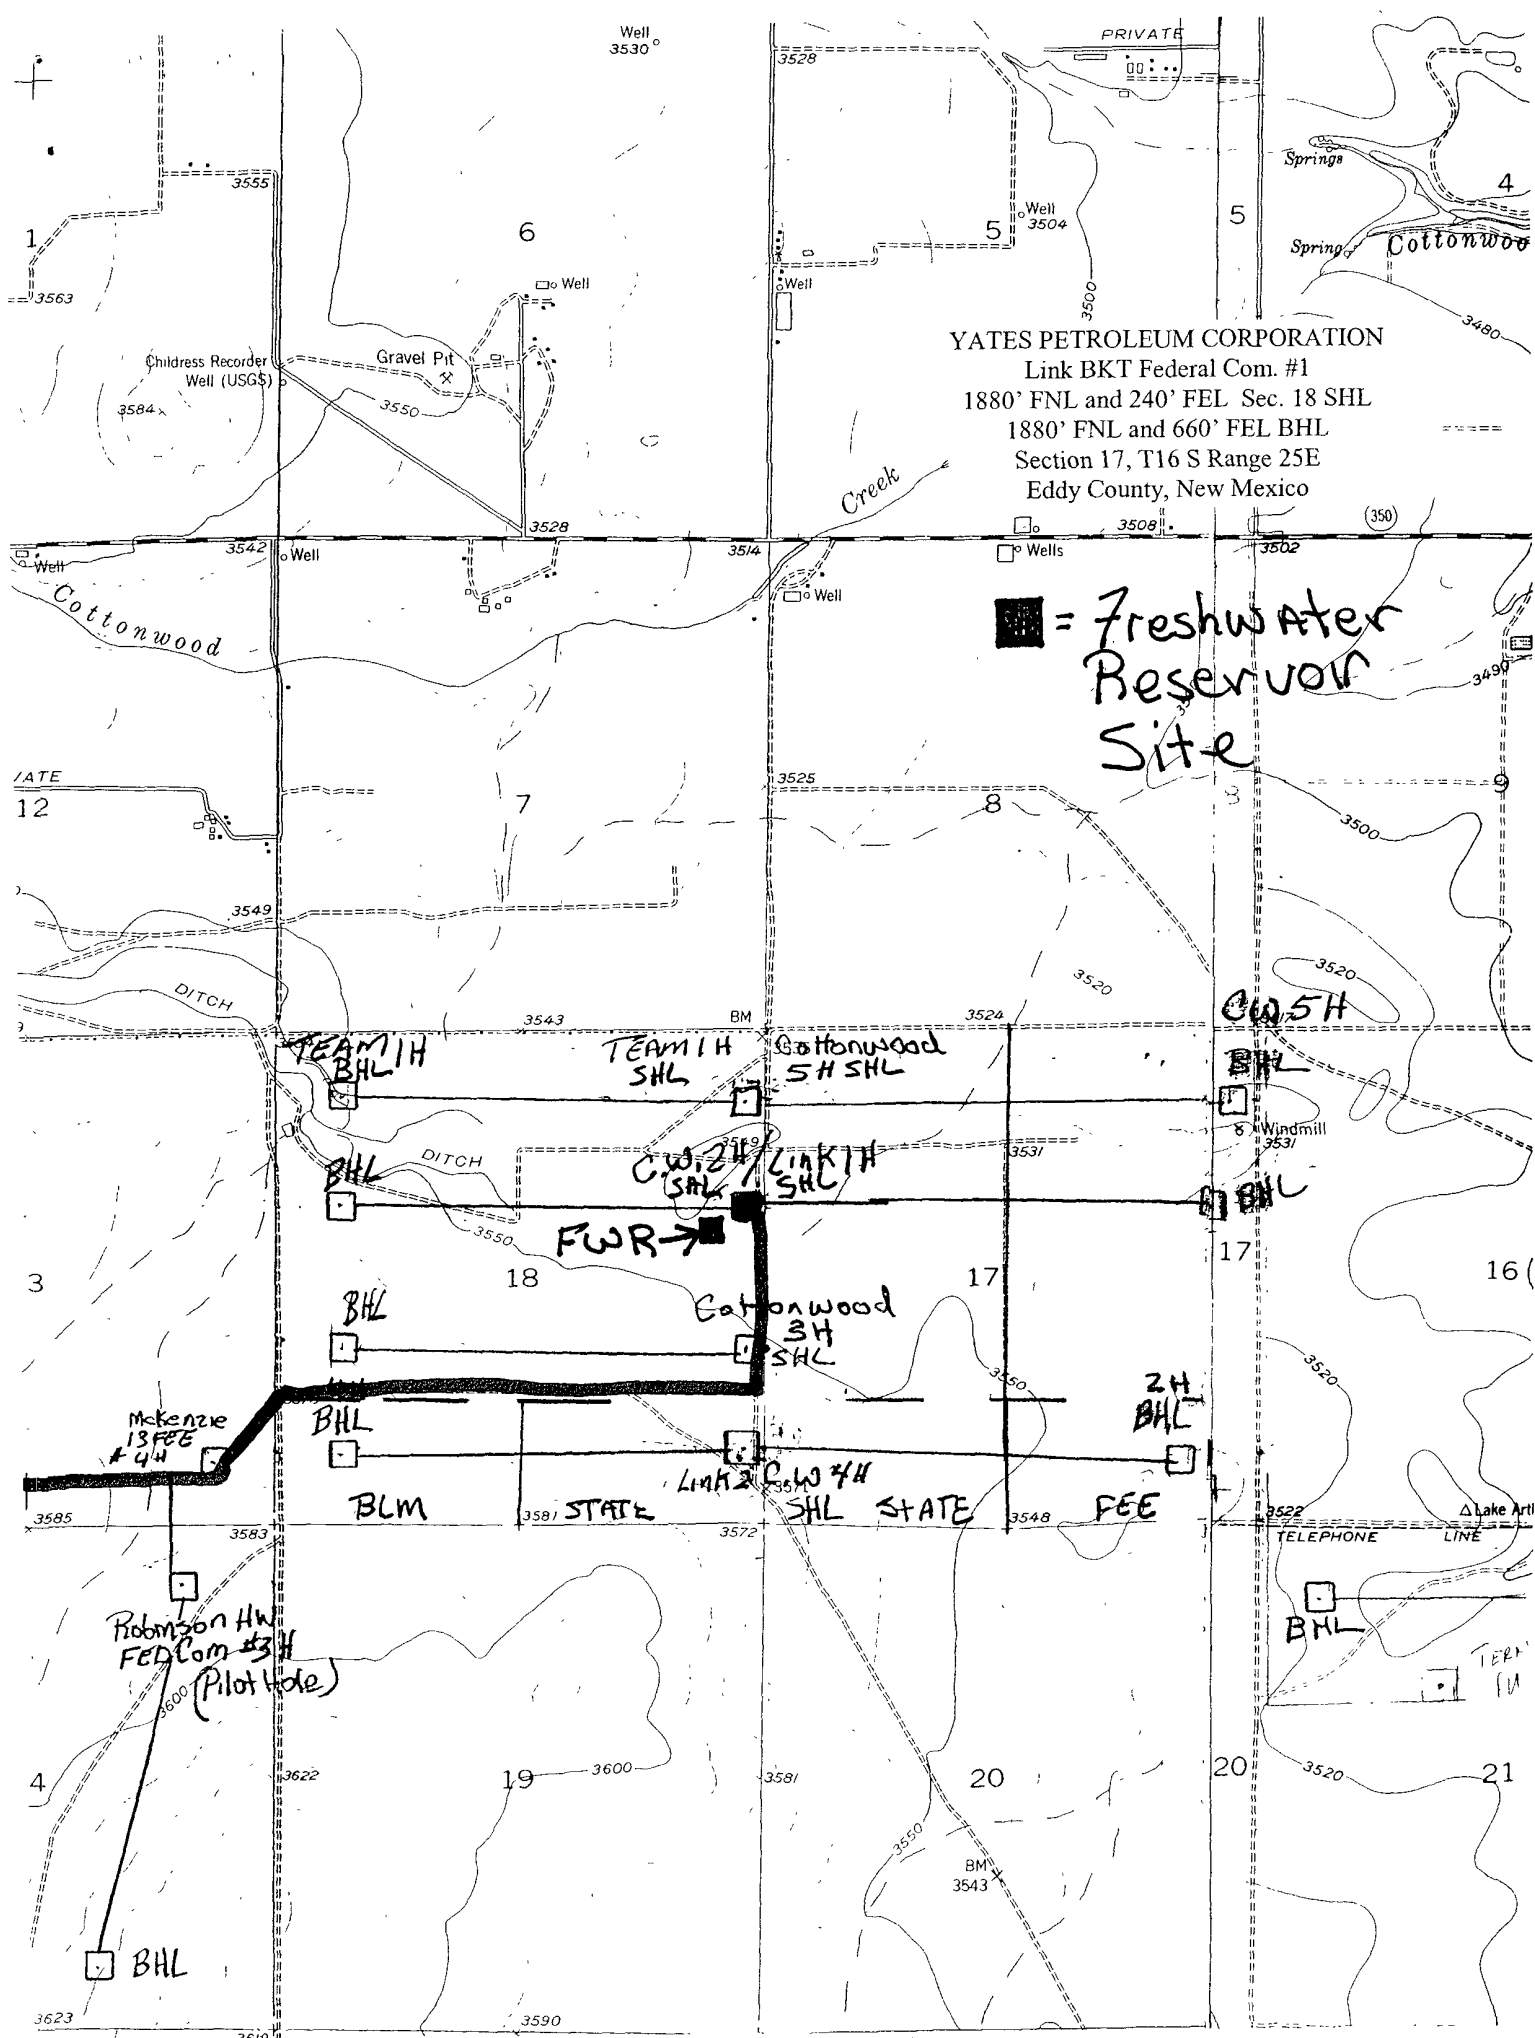 Well
3530
PRIVATE
3528
Springs
4
3555
1
6
5
Well
3504
5
Spring
Cottonwoo
3563
Well
Well
3500
3480
YATES PETROLEUM CORPORATION
Link BKT Federal Com. #1
1880' FNL and 240' FEL Sec. 18 SHL
1880' FNL and 660' FEL BHL
Section 17, T16 S Range 25E
Eddy County, New Mexico
Childress Recorder
Well (USGS)
Gravel Pit
3584
3550
Creek
3528
3508
350
3542
Well
3514
Wells
3502
Well
Well
Cottonwood
= Freshwater
Reservoir
Site
3490
VATE
12
7
3525
8
9
3500
3549
DITCH
3520
3520
3543
BM
3524
C.W. 5H
BHL
TEAM 1H
BHL
TEAM 1H
SHL
Cottonwood
5H SHL
Windmill
3531
DITCH
3531
BHL
C.W. 2H / Link 1H
SHL SHL
BHL
3550
FWR →
3
18
17
17
16
BHL
Cottonwood
3H
SHL
3550
3520
McKenzie
13 FEE
# 4H
BHL
2H
BHL
Link 2 C.W 4H
BLM
STATE
SHL
STATE
FEE
3585
3583
3581
3572
3548
3522
Lake Art
TELEPHONE LINE
Robinson HW
FED Com #3H
(Pilot Hole)
BHL
3600
4
3622
19
3600
3581
20
20
3520
21
3550
BM
3543
BHL
3623
3590